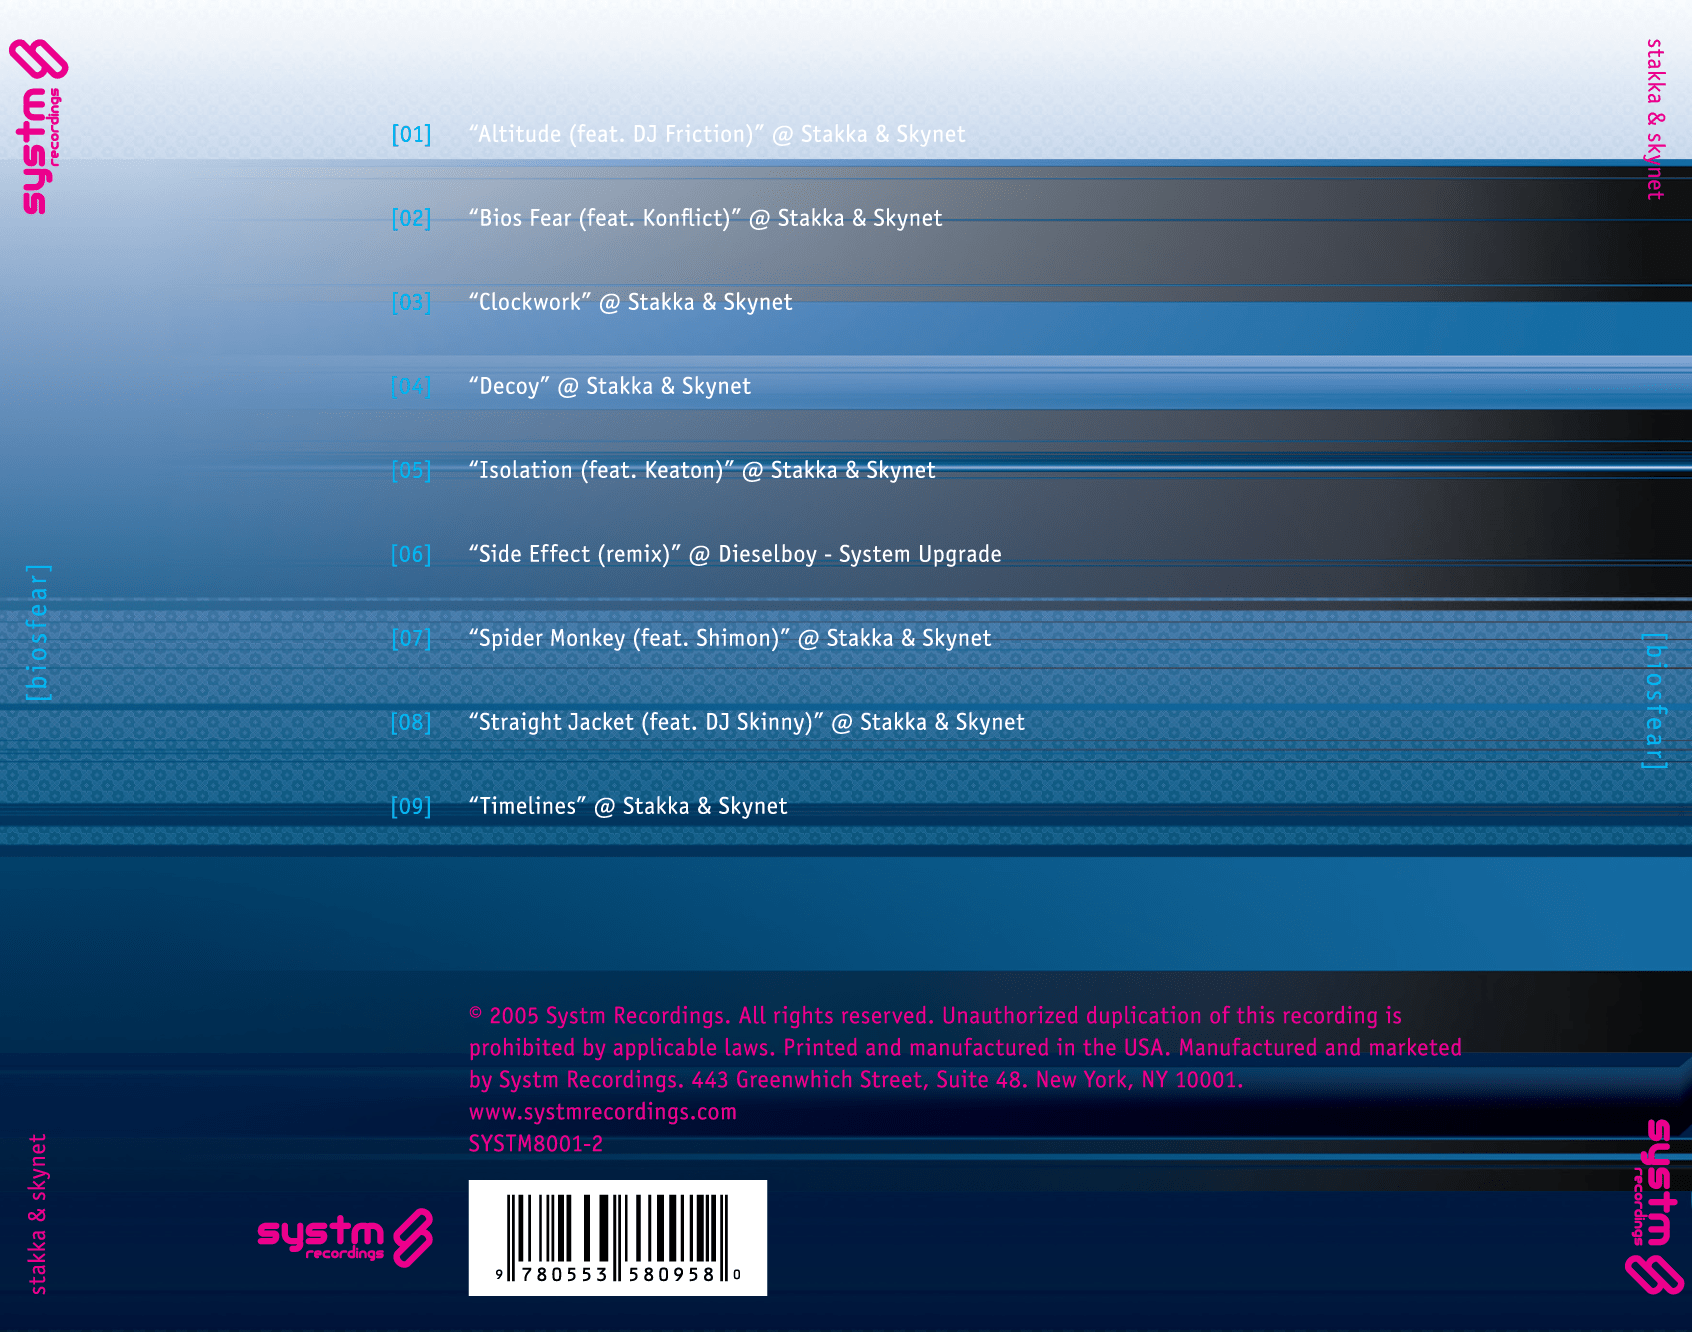 systm
recordings
stakka & skynet
[01] “Altitude (feat. DJ Friction)” @ Stakka & Skynet
[02] “Bios Fear (feat. Konflict)” @ Stakka & Skynet
[03] “Clockwork” @ Stakka & Skynet
[04] “Decoy” @ Stakka & Skynet
[05] “Isolation (feat. Keaton)” @ Stakka & Skynet
[06] “Side Effect (remix)” @ Dieselboy - System Upgrade
[07] “Spider Monkey (feat. Shimon)” @ Stakka & Skynet
[08] “Straight Jacket (feat. DJ Skinny)” @ Stakka & Skynet
[09] “Timelines” @ Stakka & Skynet
[biosfear]
[biosfear]
© 2005 Systm Recordings. All rights reserved. Unauthorized duplication of this recording is
prohibited by applicable laws. Printed and manufactured in the USA. Manufactured and marketed
by Systm Recordings. 443 Greenwhich Street, Suite 48. New York, NY 10001.
www.systmrecordings.com
SYSTM8001-2
stakka & skynet
systm
recordings
9 780553 580958 0
systm
recordings